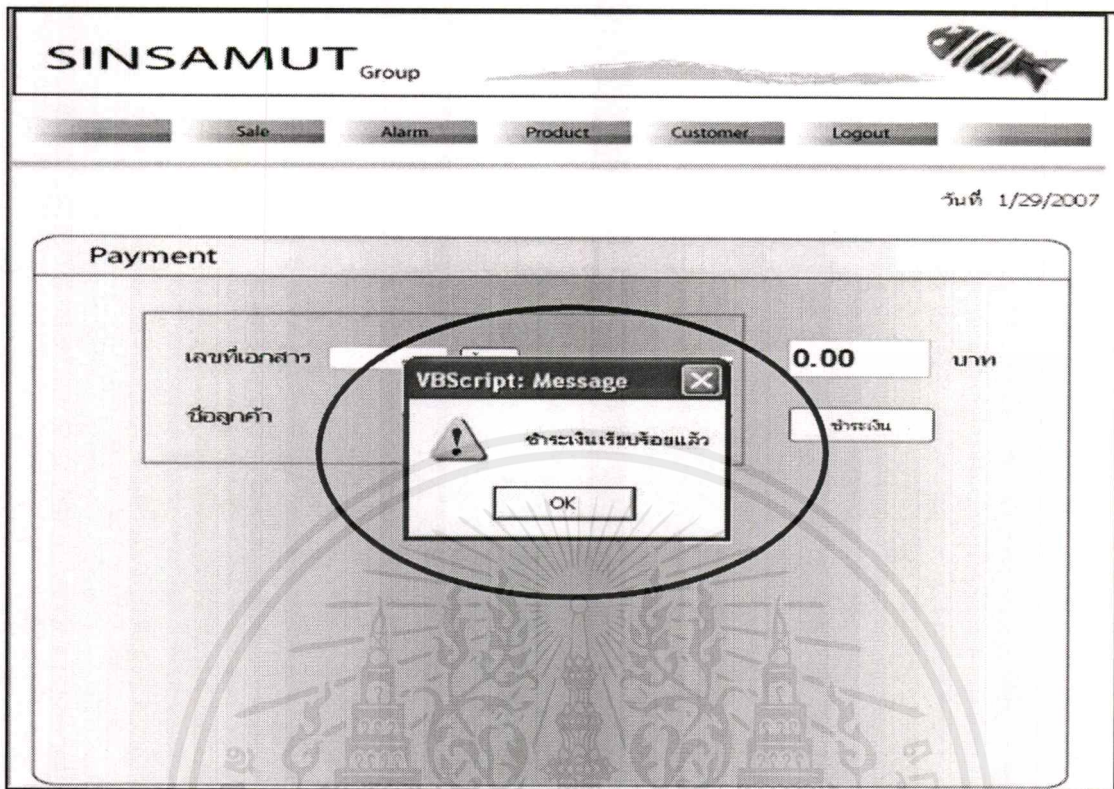 SINSAMUT Group
Sale Alarm Product Customer Logout
วันที่ 1/29/2007
Payment
เลขที่เอกสาร
0.00 บาท
ชื่อลูกค้า
ชำระเงิน
VBScript: Message
ชำระเงินเรียบร้อยแล้ว
OK